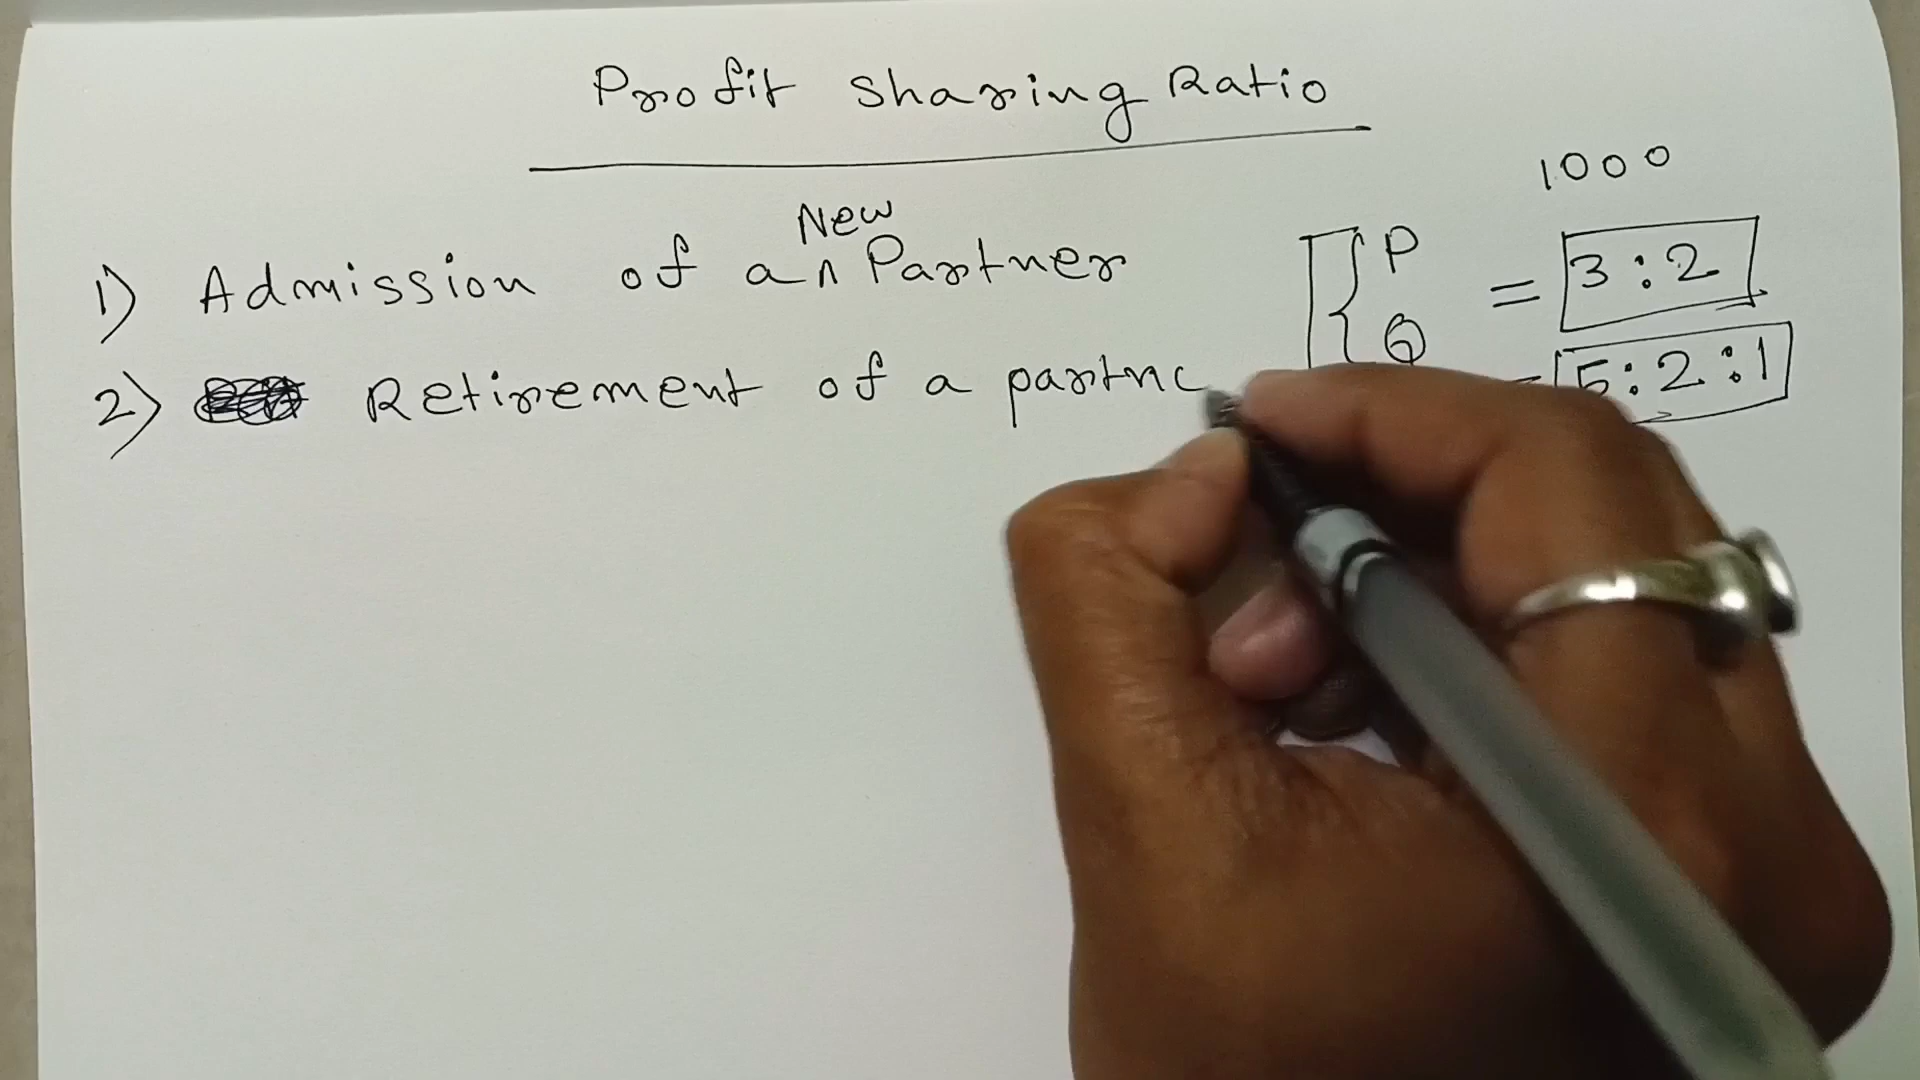 Profit Sharing Ratio
1000
New
1) Admission of a ∧ Partner
P
= 3:2
Q
2) Retirement of a partne
= 5:2:1